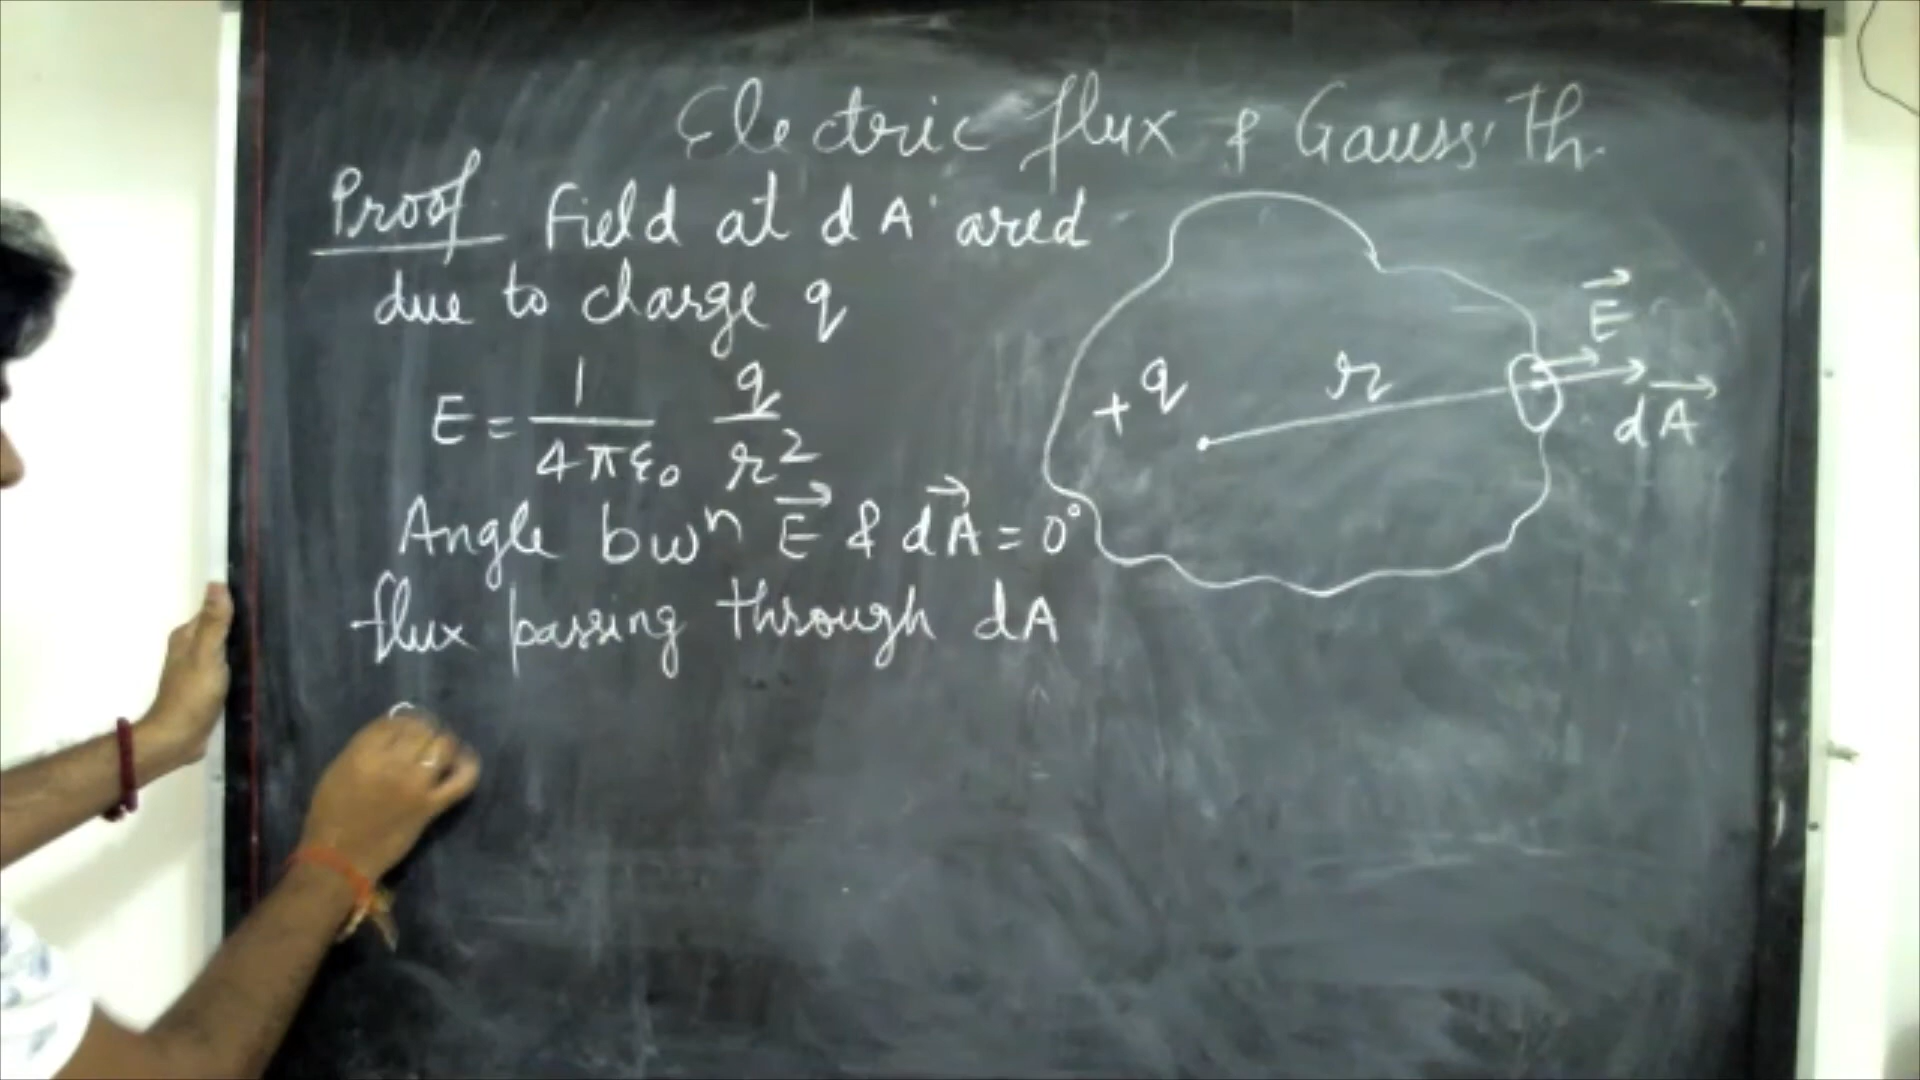 Electric flux & Gauss' Th.
Proof Field at dA area
due to charge q
E = 1/4πε₀ q/r²
Angle bwⁿ E⃗ & dA⃗ = 0°
flux passing through dA
+q
r
E⃗
dA⃗